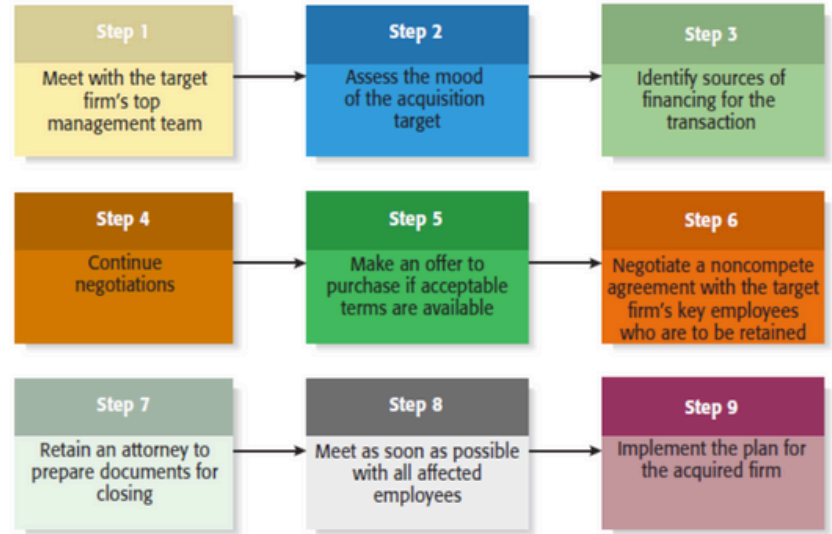 Step 1
Meet with the target
firm's top
management team
Step 2
Assess the mood
of the acquisition
target
Step 3
Identify sources of
financing for the
transaction
Step 4
Continue
negotiations
Step 5
Make an offer to
purchase if acceptable
terms are available
Step 6
Negotiate a noncompete
agreement with the target
firm's key employees
who are to be retained
Step 7
Retain an attorney to
prepare documents for
closing
Step 8
Meet as soon as possible
with all affected
employees
Step 9
Implement the plan for
the acquired firm